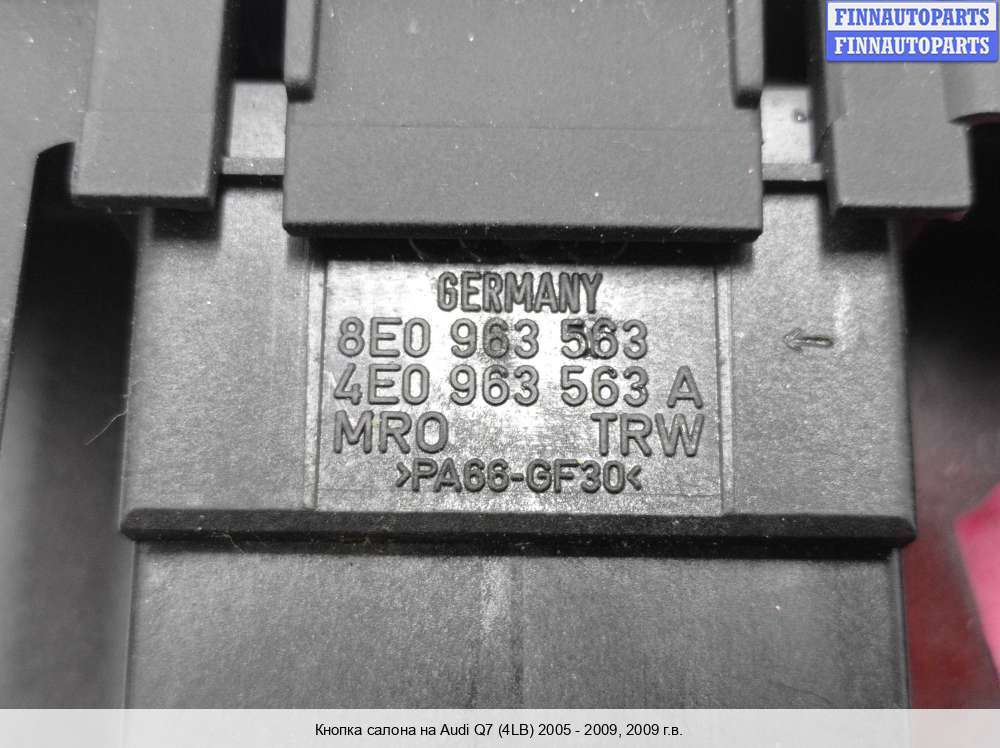 FINNAUTOPARTS
FINNAUTOPARTS
GERMANY
8E0 963 563
4E0 963 563 A
MRO TRW
>PA66-GF30<
Кнопка салона на Audi Q7 (4LB) 2005 - 2009, 2009 г.в.